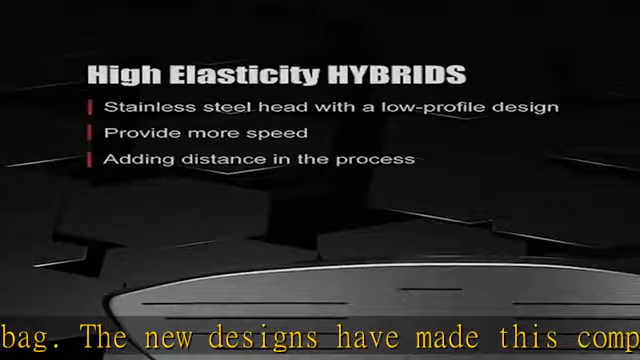 High Elasticity HYBRIDS
Stainless steel head with a low-profile design
Provide more speed
Adding distance in the process
bag. The new designs have made this comp